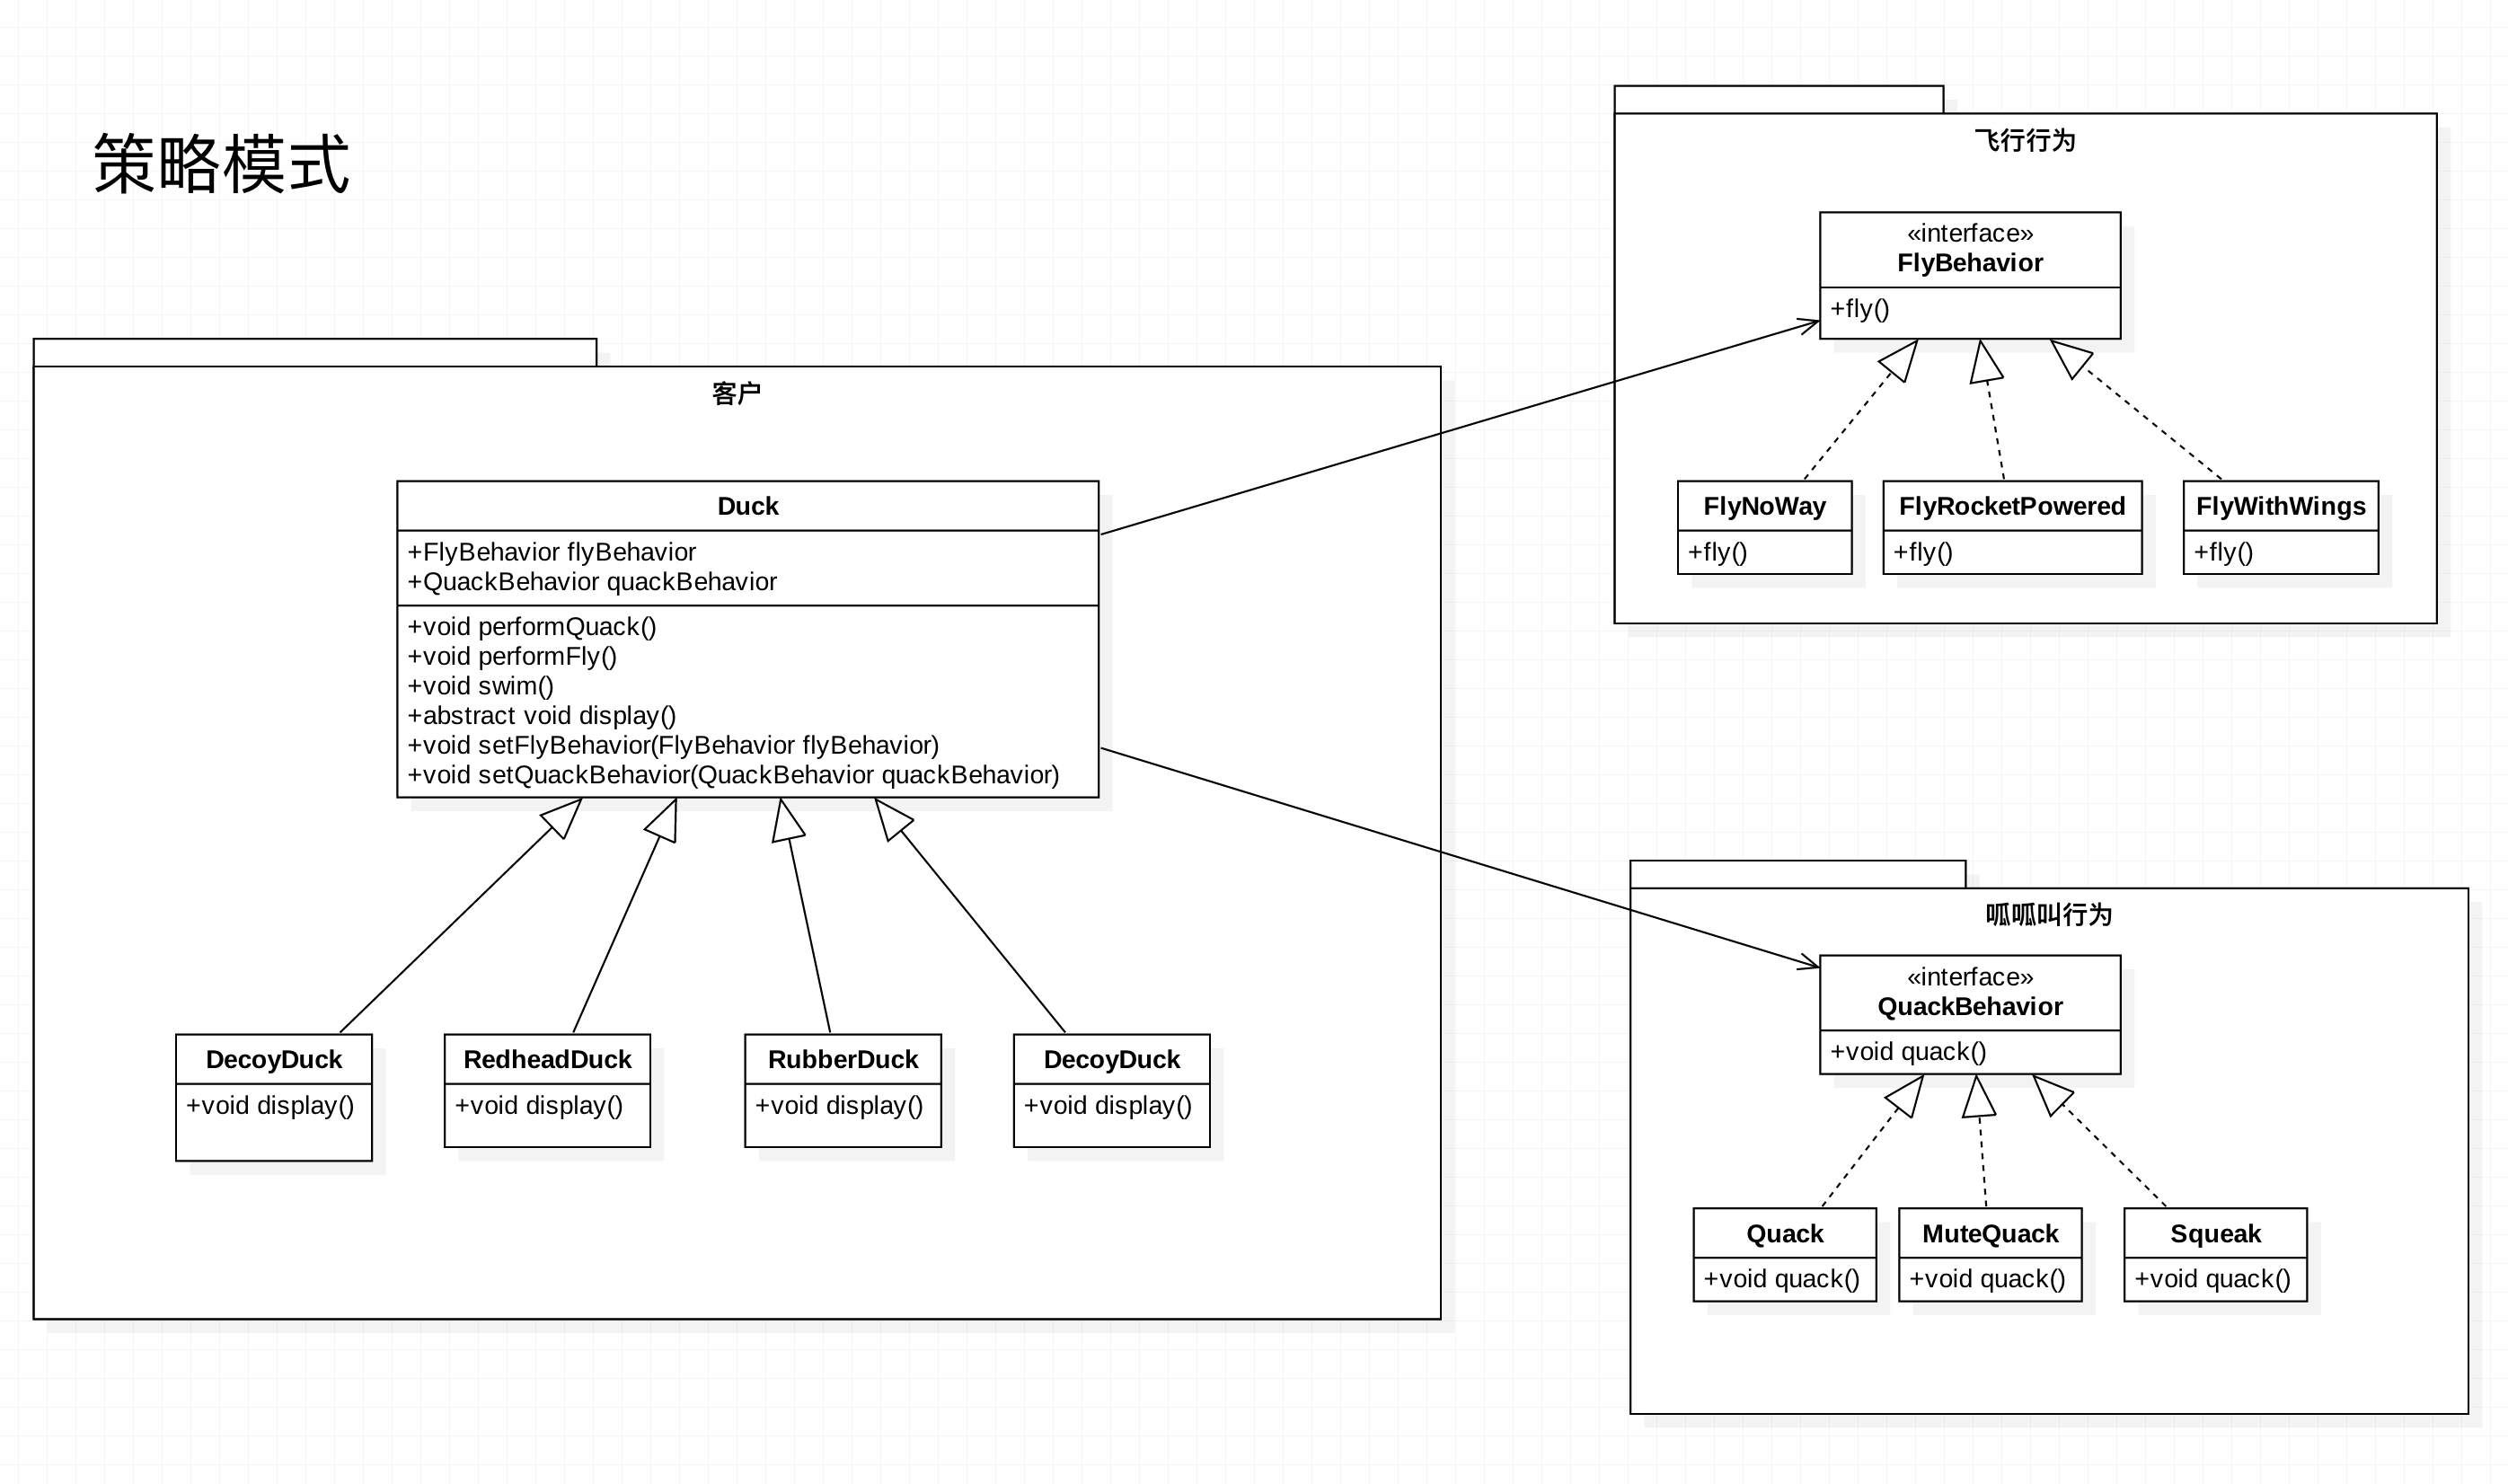 策略模式
飞行行为
«interface»
FlyBehavior
+fly()
FlyNoWay
+fly()
FlyRocketPowered
+fly()
FlyWithWings
+fly()
客户
Duck
+FlyBehavior flyBehavior
+QuackBehavior quackBehavior
+void performQuack()
+void performFly()
+void swim()
+abstract void display()
+void setFlyBehavior(FlyBehavior flyBehavior)
+void setQuackBehavior(QuackBehavior quackBehavior)
DecoyDuck
+void display()
RedheadDuck
+void display()
RubberDuck
+void display()
DecoyDuck
+void display()
呱呱叫行为
«interface»
QuackBehavior
+void quack()
Quack
+void quack()
MuteQuack
+void quack()
Squeak
+void quack()